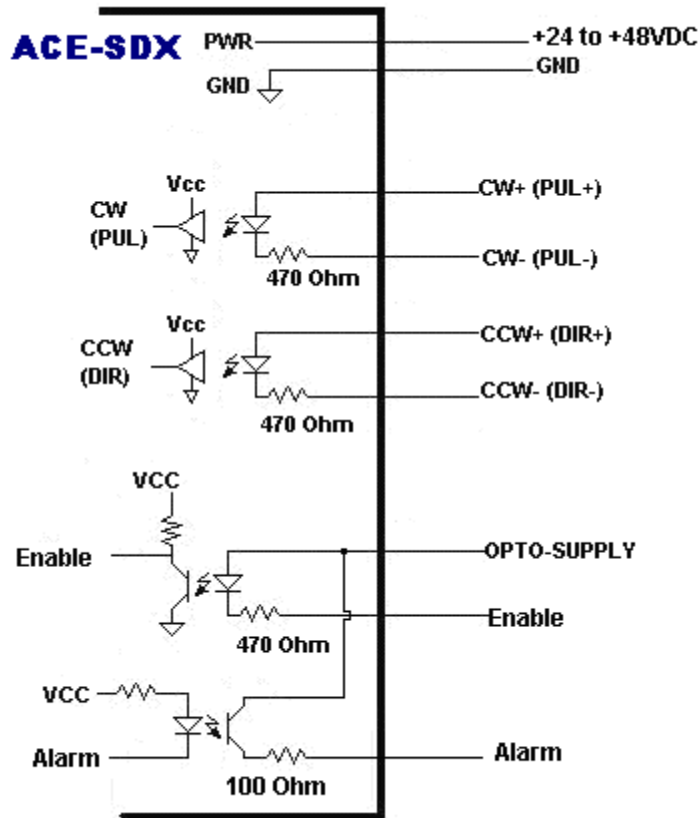 ACE-SDX
PWR
+24 to +48VDC
GND
GND
Vcc
CW
(PUL)
CW+ (PUL+)
CW- (PUL-)
470 Ohm
Vcc
CCW
(DIR)
CCW+ (DIR+)
CCW- (DIR-)
470 Ohm
VCC
Enable
OPTO-SUPPLY
Enable
470 Ohm
VCC
Alarm
Alarm
100 Ohm